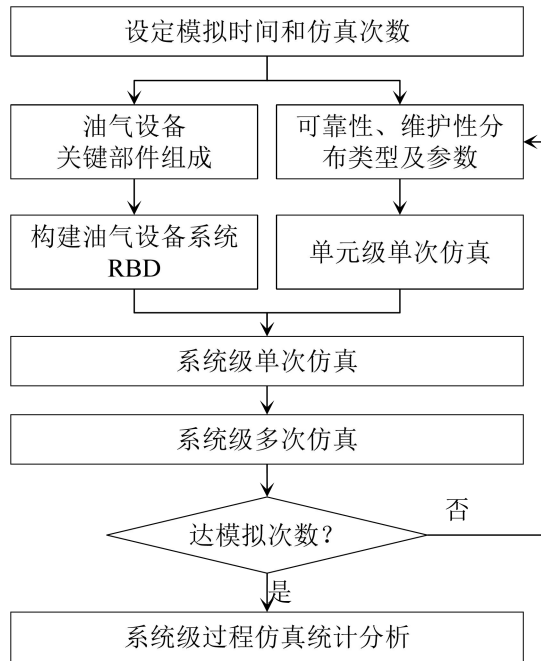 设定模拟时间和仿真次数
油气设备
关键部件组成
可靠性、维护性分
布类型及参数
构建油气设备系统
RBD
单元级单次仿真
系统级单次仿真
系统级多次仿真
达模拟次数？
否
是
系统级过程仿真统计分析